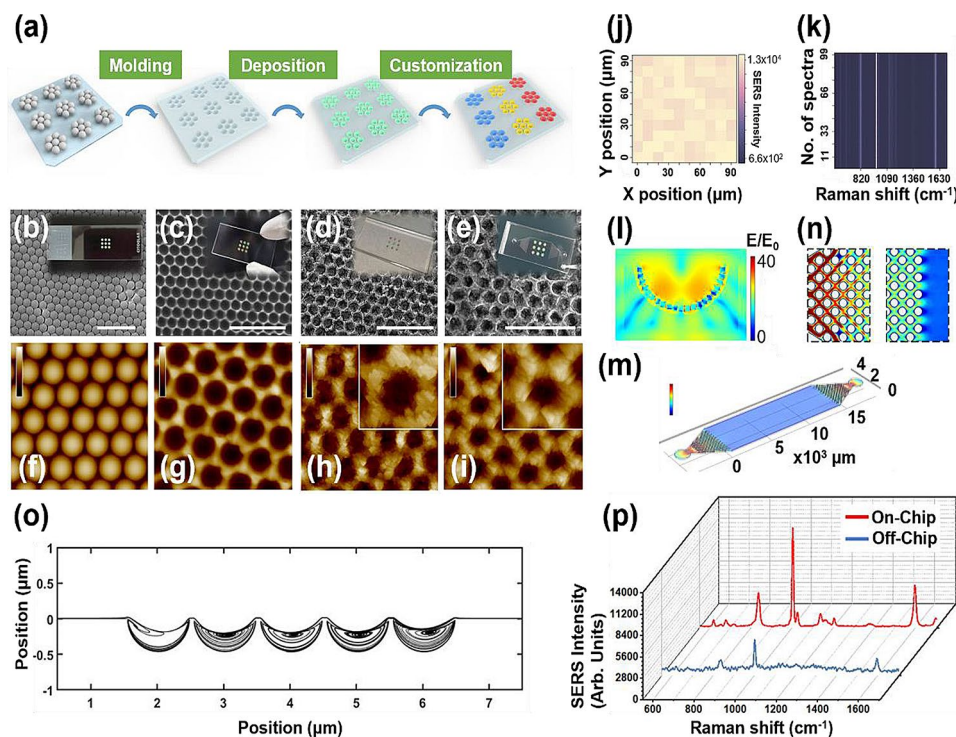 (a)
Molding
Deposition
Customization
(b)
(c)
(d)
(e)
(f)
(g)
(h)
(i)
(j)
Y position (µm)
90
60
30
0
0
30
60
90
X position (µm)
1.3x10⁴
SERS Intensity
6.6x10²
(k)
No. of spectra
99
66
33
11
820
1090
1360
1630
Raman shift (cm⁻¹)
(l)
E/E₀
40
0
(n)
(m)
4
2
0
15
10
5
0
x10³ µm
(o)
Position (µm)
1
0.5
0
-0.5
-1
1
2
3
4
5
6
7
Position (µm)
(p)
On-Chip
Off-Chip
SERS Intensity
(Arb. Units)
14000
11200
8400
5600
2800
0
600
800
1000
1200
1400
1600
Raman shift (cm⁻¹)